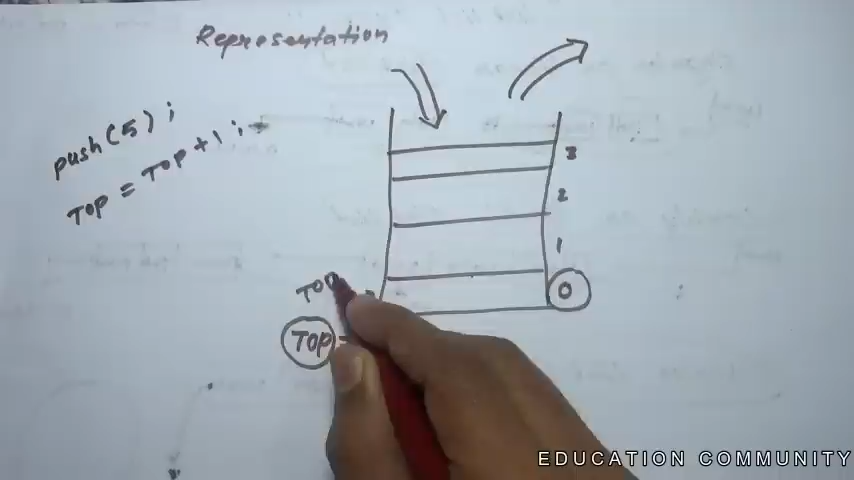 Representation
push(5);
TOP = TOP +1;
3
2
1
0
TOP
TOP
EDUCATION COMMUNITY